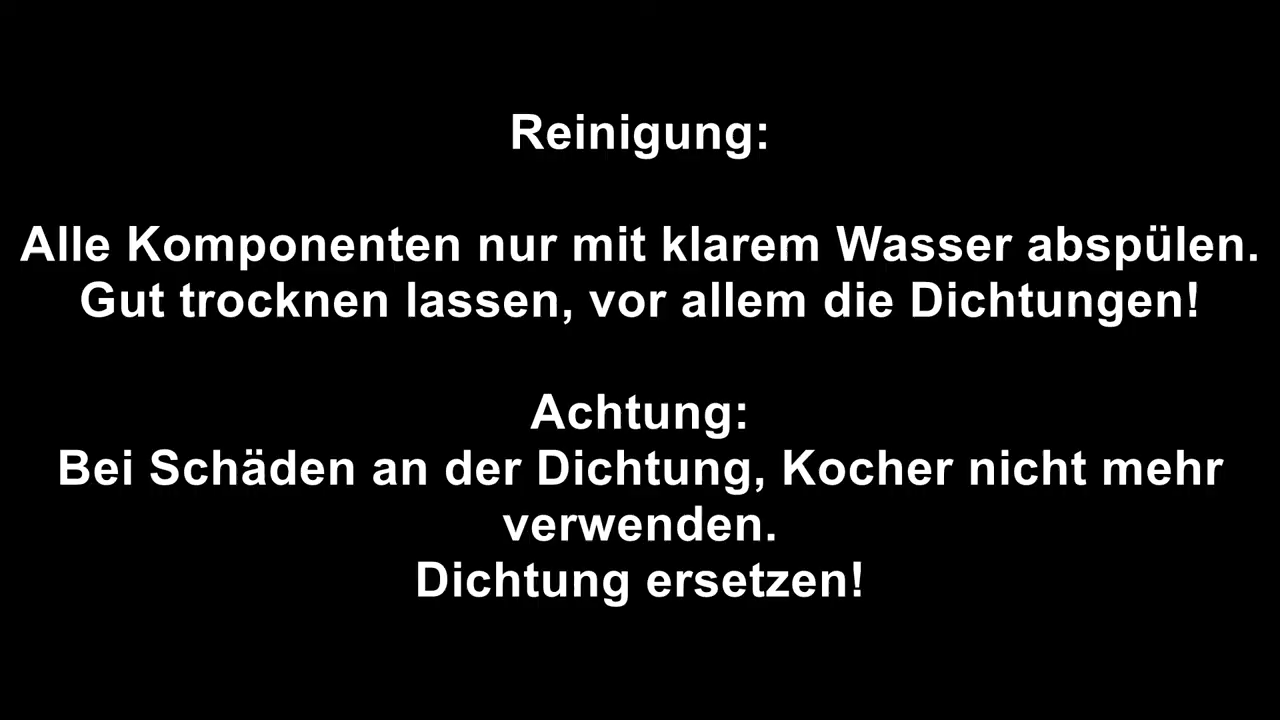 Reinigung:
Alle Komponenten nur mit klarem Wasser abspülen.
Gut trocknen lassen, vor allem die Dichtungen!
Achtung:
Bei Schäden an der Dichtung, Kocher nicht mehr
verwenden.
Dichtung ersetzen!